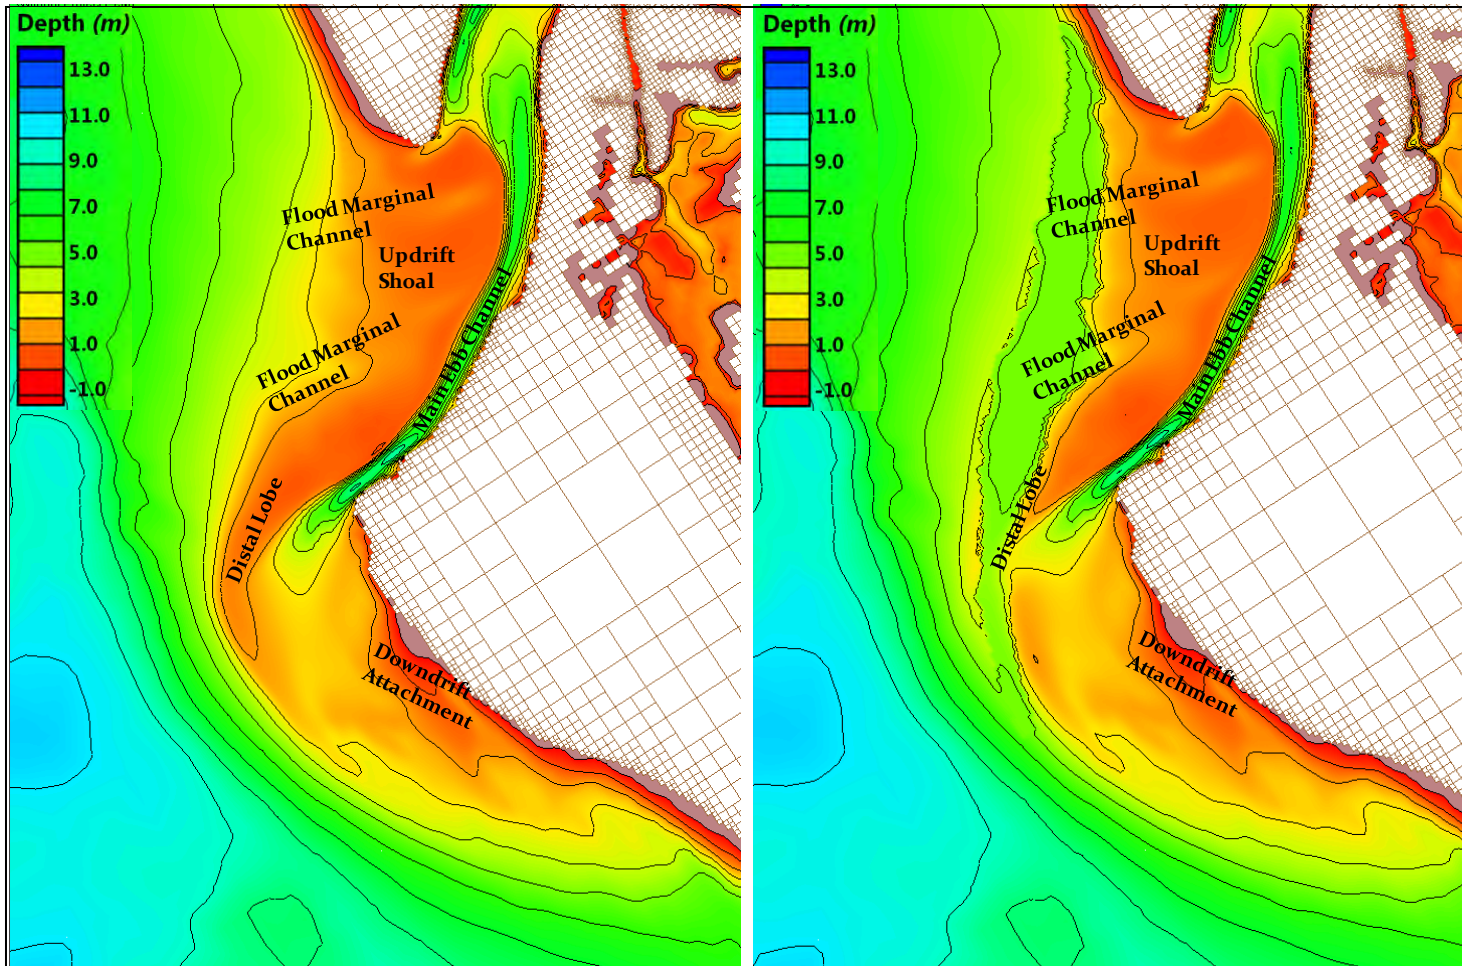 Depth (m)
13.0
11.0
9.0
7.0
5.0
3.0
1.0
-1.0
Flood Marginal
Channel
Updrift
Shoal
Flood Marginal
Channel
Main Ebb Channel
Distal Lobe
Downdrift
Attachment
Depth (m)
13.0
11.0
9.0
7.0
5.0
3.0
1.0
-1.0
Flood Marginal
Channel
Updrift
Shoal
Flood Marginal
Channel
Main Ebb Channel
Distal Lobe
Downdrift
Attachment